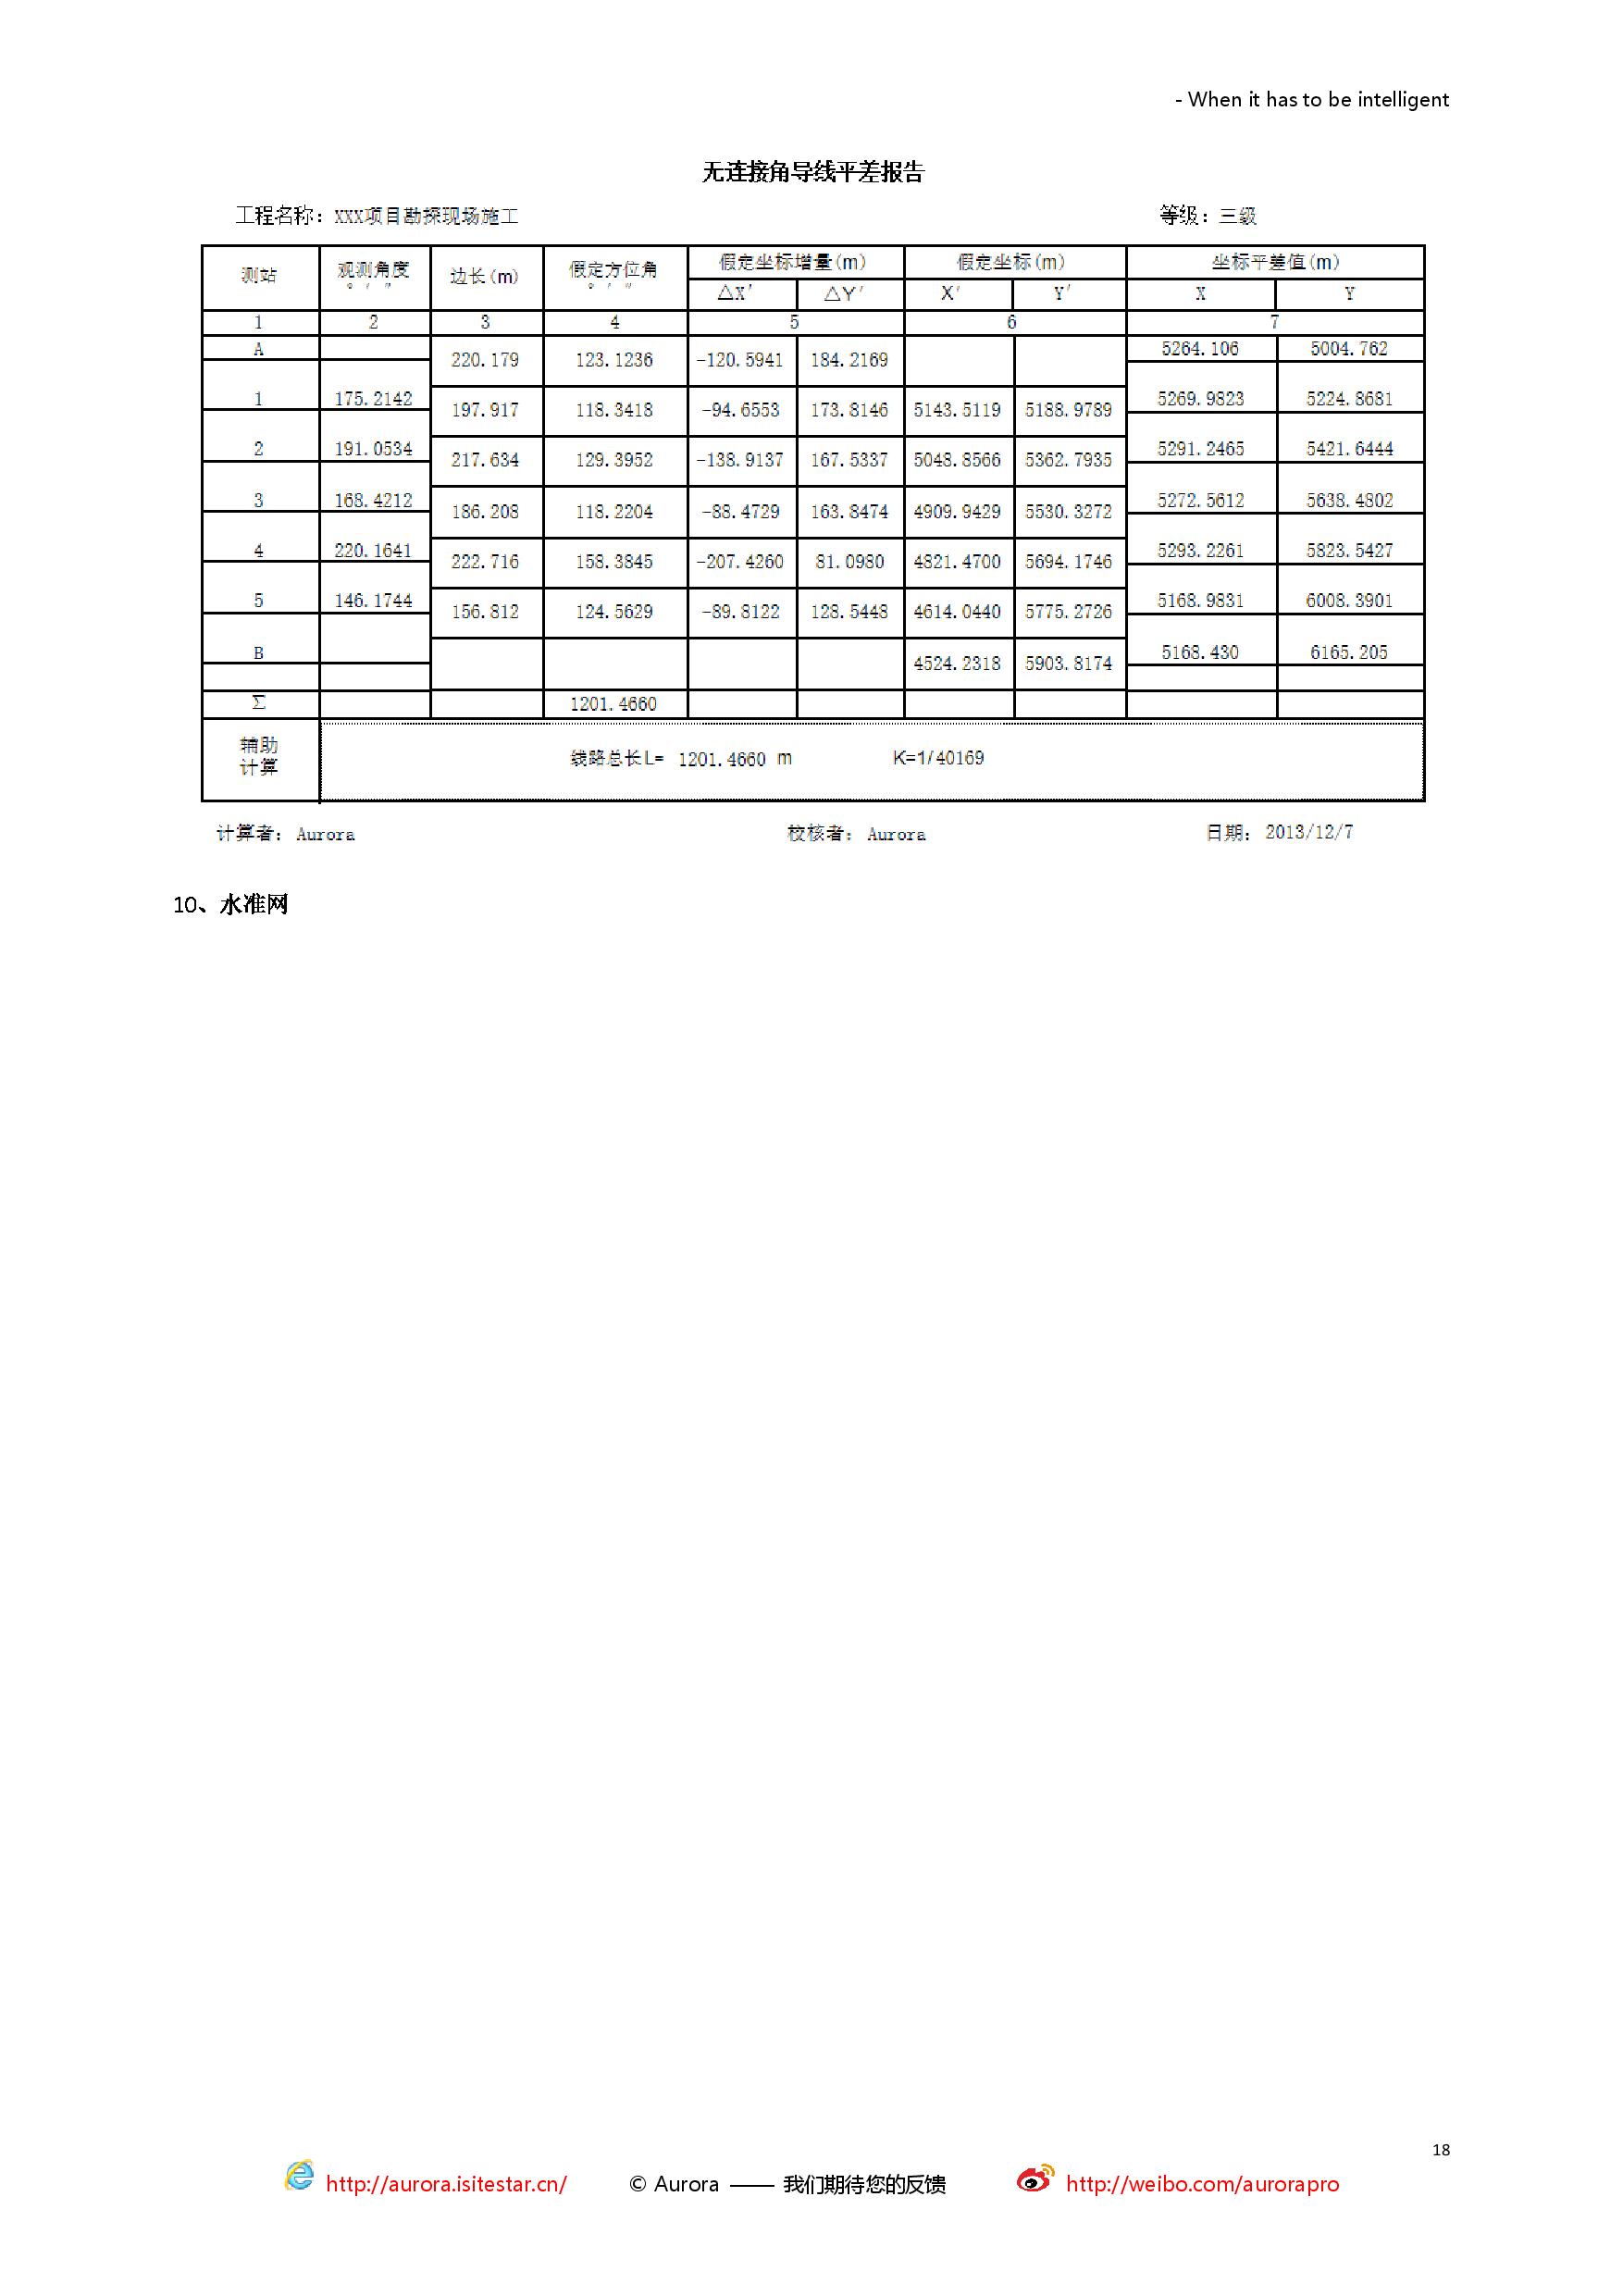 - When it has to be intelligent
无连接角导线平差报告
工程名称：XXX项目勘探现场施工 等级：三级
测站 观测角度 ° ′ ″ 边长(m) 假定方位角 ° ′ ″ 假定坐标增量(m) 假定坐标(m) 坐标平差值(m)
△X′ △Y′ X′ Y′ X Y
1 2 3 4 5 6 7
A 5264.106 5004.762
220.179 123.1236 -120.5941 184.2169
1 175.2142 5269.9823 5224.8681
197.917 118.3418 -94.6553 173.8146 5143.5119 5188.9789
2 191.0534 5291.2465 5421.6444
217.634 129.3952 -138.9137 167.5337 5048.8566 5362.7935
3 168.4212 5272.5612 5638.4802
186.208 118.2204 -88.4729 163.8474 4909.9429 5530.3272
4 220.1641 5293.2261 5823.5427
222.716 158.3845 -207.4260 81.0980 4821.4700 5694.1746
5 146.1744 5168.9831 6008.3901
156.812 124.5629 -89.8122 128.5448 4614.0440 5775.2726
B 5168.430 6165.205
4524.2318 5903.8174
Σ 1201.4660
辅助计算 线路总长L= 1201.4660 m K=1/40169
计算者：Aurora 校核者：Aurora 日期：2013/12/7
10、水准网
18
http://aurora.isitestar.cn/ © Aurora —— 我们期待您的反馈 http://weibo.com/aurorapro